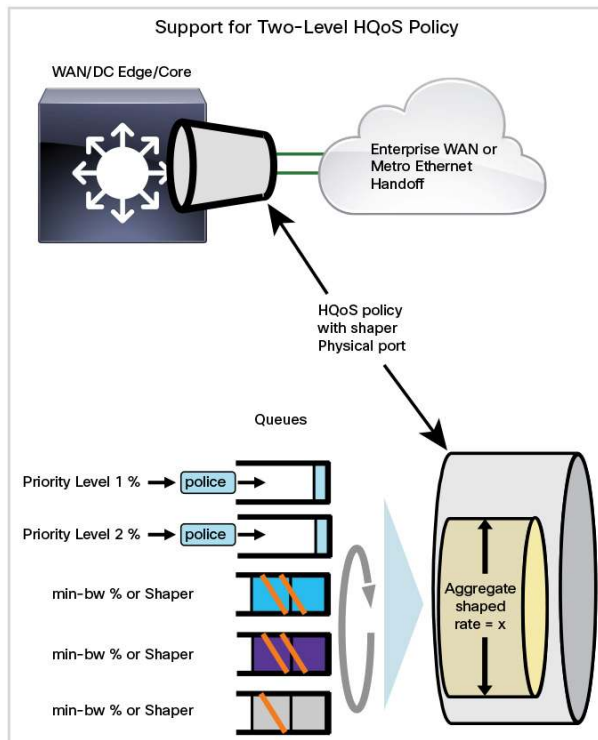 Support for Two-Level HQoS Policy
WAN/DC Edge/Core
Enterprise WAN or
Metro Ethernet
Handoff
HQoS policy
with shaper
Physical port
Queues
Priority Level 1 %
police
Priority Level 2 %
police
min-bw % or Shaper
min-bw % or Shaper
min-bw % or Shaper
Aggregate
shaped
rate = x